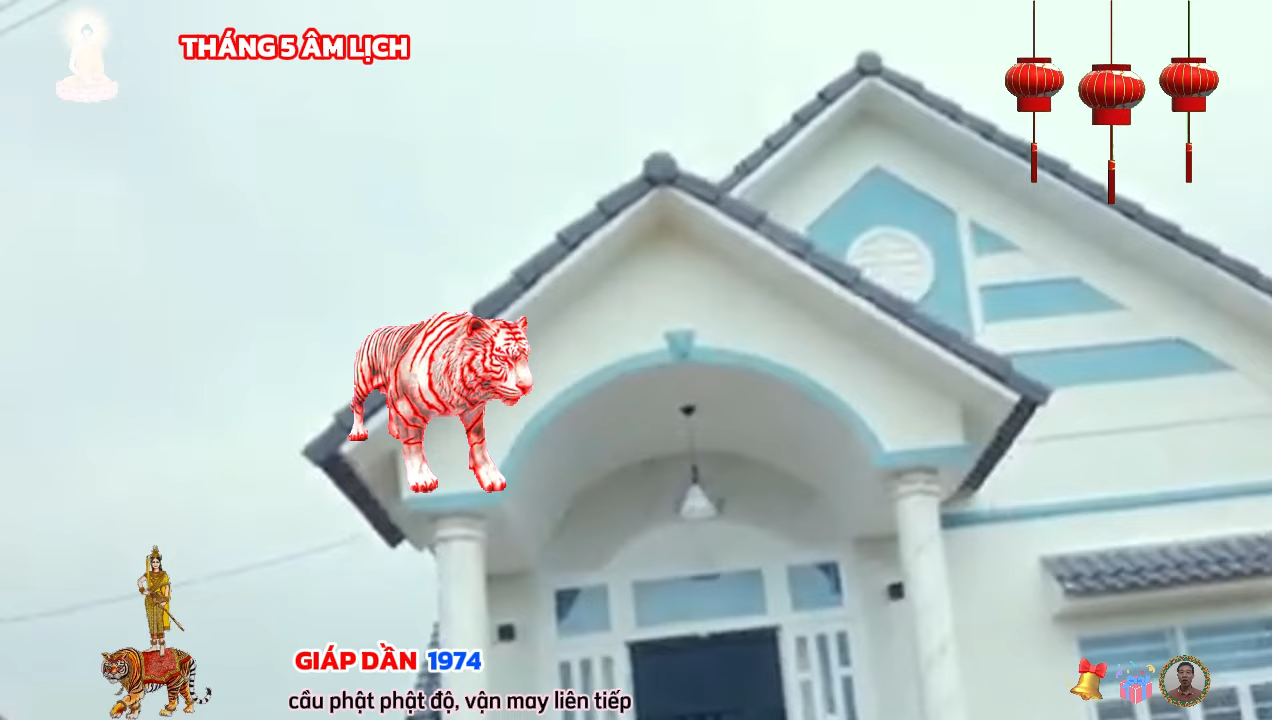 THÁNG 5 ÂM LỊCH
GIÁP DẦN 1974
cầu phật phật độ, vận may liên tiếp